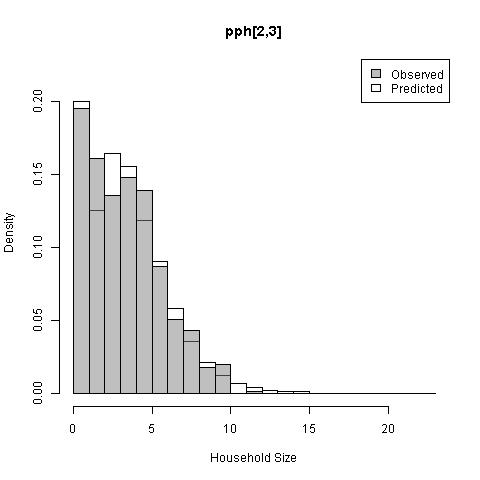 pph[2,3]
Observed
Predicted
Density
0.20
0.15
0.10
0.05
0.00
0 5 10 15 20
Household Size